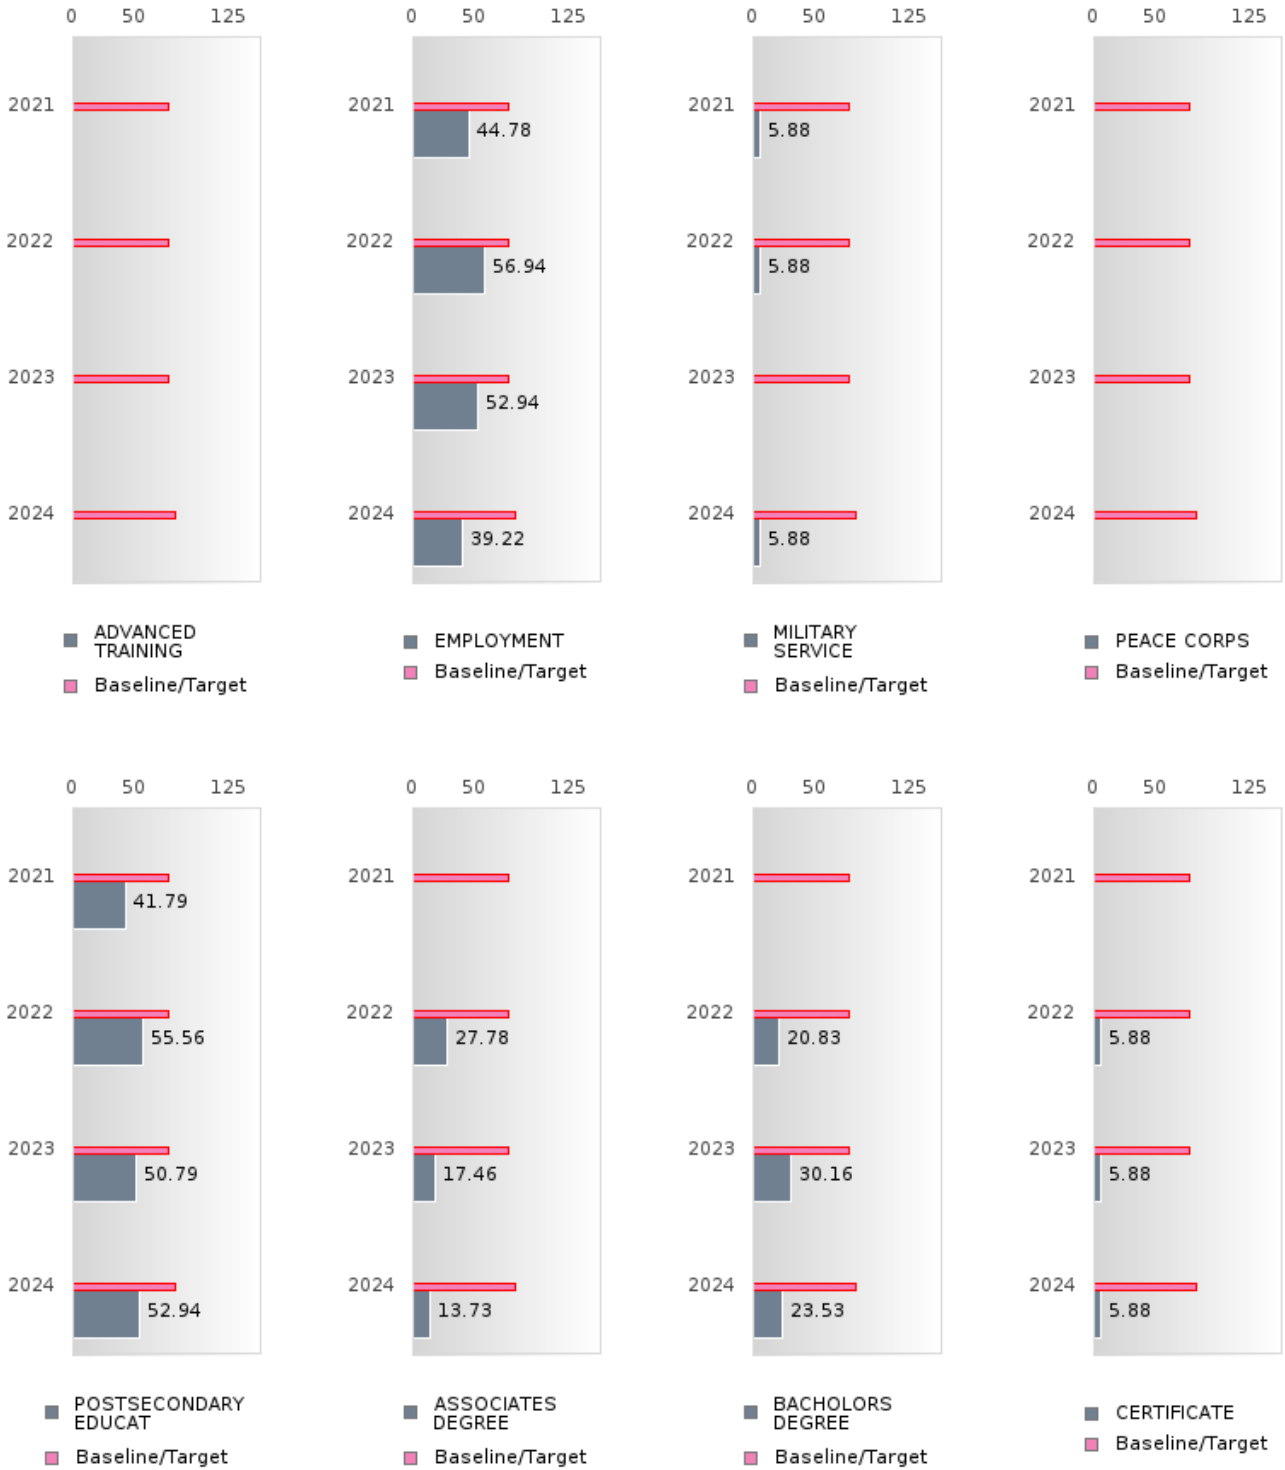 0 50 125
2021
2022
2023
2024
ADVANCED
TRAINING
Baseline/Target
0 50 125
2021
44.78
2022
56.94
2023
52.94
2024
39.22
EMPLOYMENT
Baseline/Target
0 50 125
2021
5.88
2022
5.88
2023
2024
5.88
MILITARY
SERVICE
Baseline/Target
0 50 125
2021
2022
2023
2024
PEACE CORPS
Baseline/Target
0 50 125
2021
41.79
2022
55.56
2023
50.79
2024
52.94
POSTSECONDARY
EDUCAT
Baseline/Target
0 50 125
2021
2022
27.78
2023
17.46
2024
13.73
ASSOCIATES
DEGREE
Baseline/Target
0 50 125
2021
2022
20.83
2023
30.16
2024
23.53
BACHOLORS
DEGREE
Baseline/Target
0 50 125
2021
2022
5.88
2023
5.88
2024
5.88
CERTIFICATE
Baseline/Target